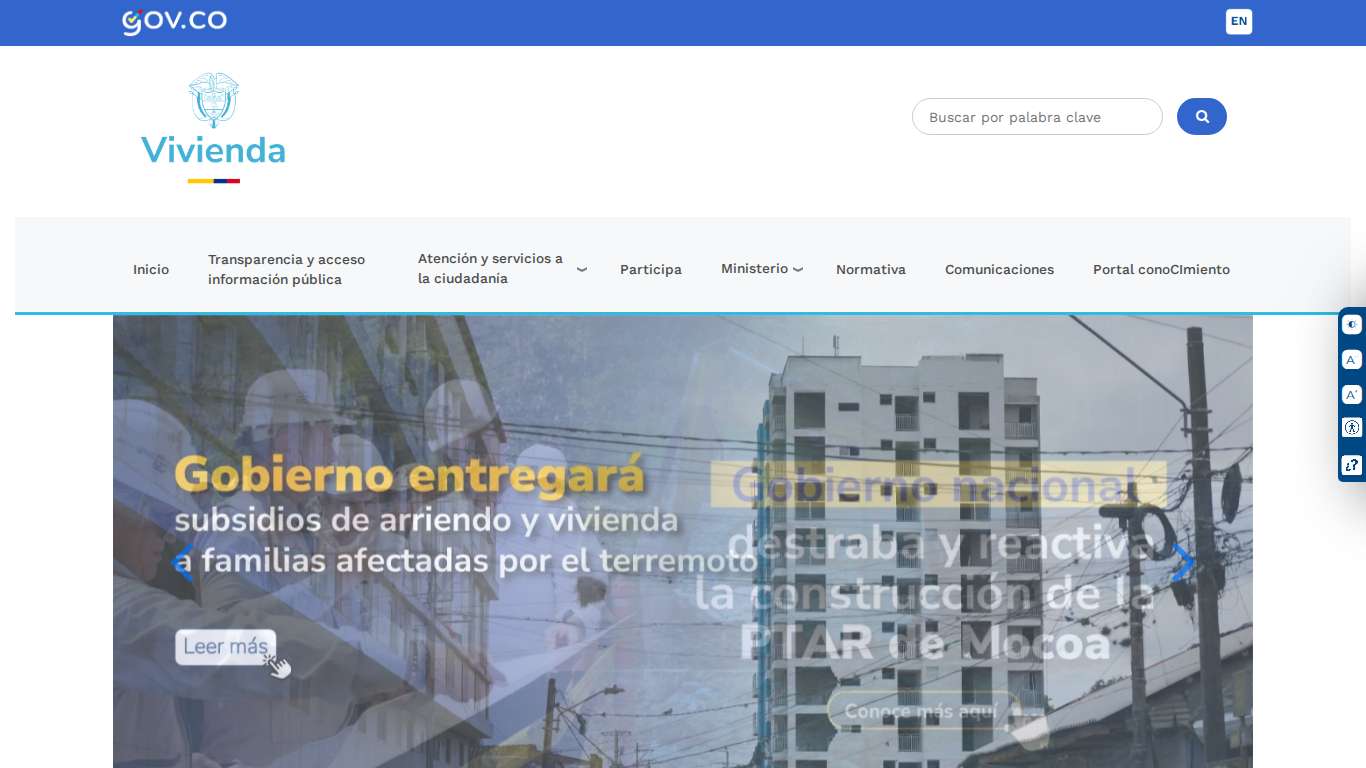 GOV.CO
EN
Vivienda
Buscar por palabra clave
Inicio
Transparencia y acceso
información pública
Atención y servicios a
la ciudadanía
Participa
Ministerio
Normativa
Comunicaciones
Portal conoCImiento
A
A+
¿?
Gobierno entregará
subsidios de arriendo y vivienda
a familias afectadas por el terremoto
Leer más
Gobierno nacional
destraba y reactiva
la construcción de la
PTAR de Mocoa
Conoce más aquí